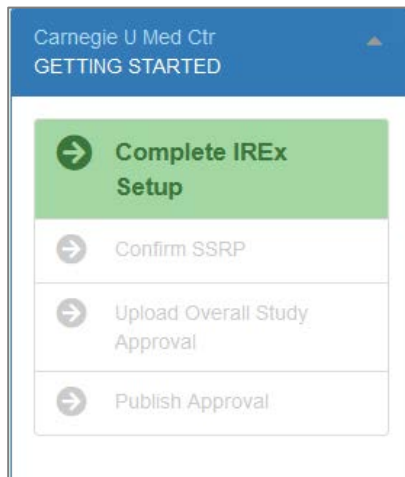 Carnegie U Med Ctr
GETTING STARTED
Complete IREx
Setup
Confirm SSRP
Upload Overall Study
Approval
Publish Approval